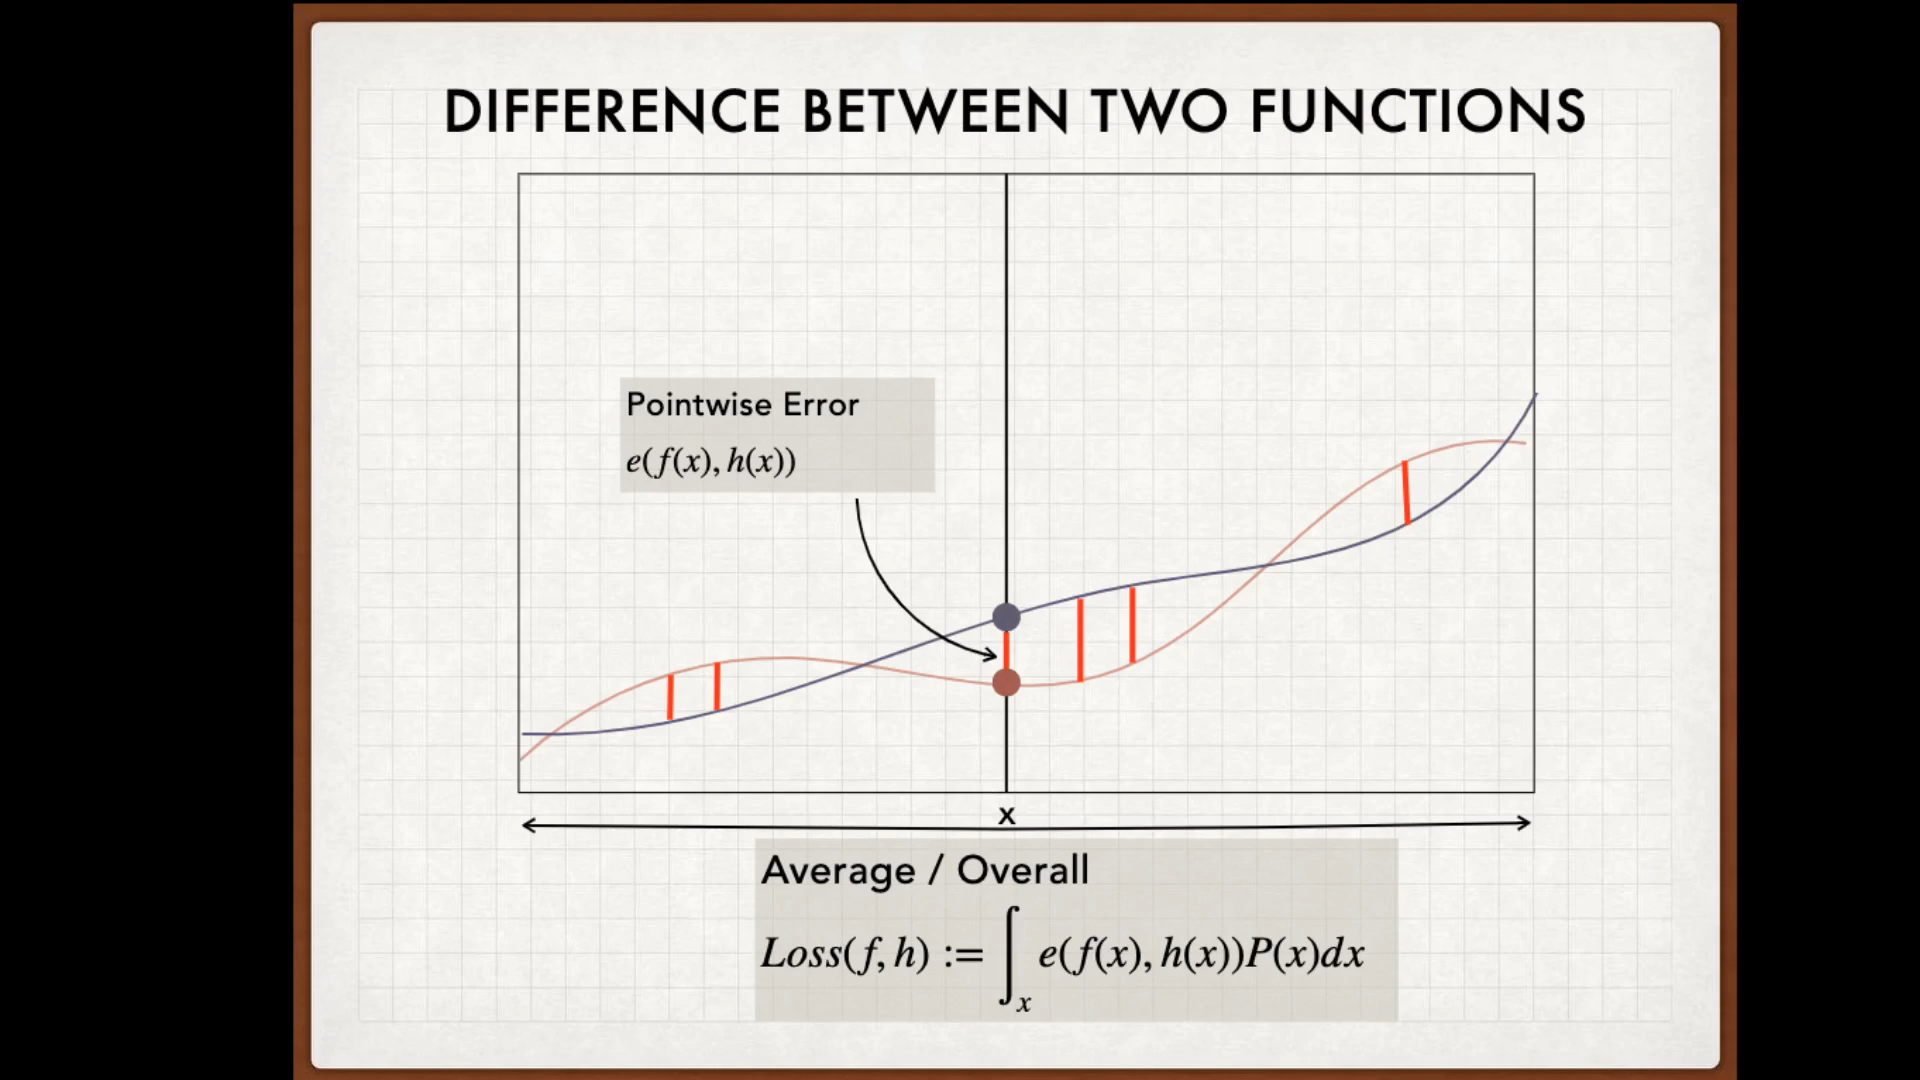 DIFFERENCE BETWEEN TWO FUNCTIONS
Pointwise Error
e(f(x), h(x))
x
Average / Overall
Loss(f, h) := ∫ₓ e(f(x), h(x))P(x)dx